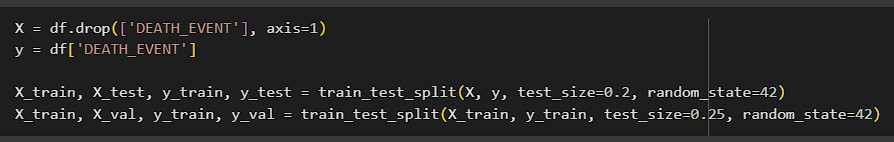 X = df.drop(['DEATH_EVENT'], axis=1)
y = df['DEATH_EVENT']
X_train, X_test, y_train, y_test = train_test_split(X, y, test_size=0.2, random_state=42)
X_train, X_val, y_train, y_val = train_test_split(X_train, y_train, test_size=0.25, random_state=42)